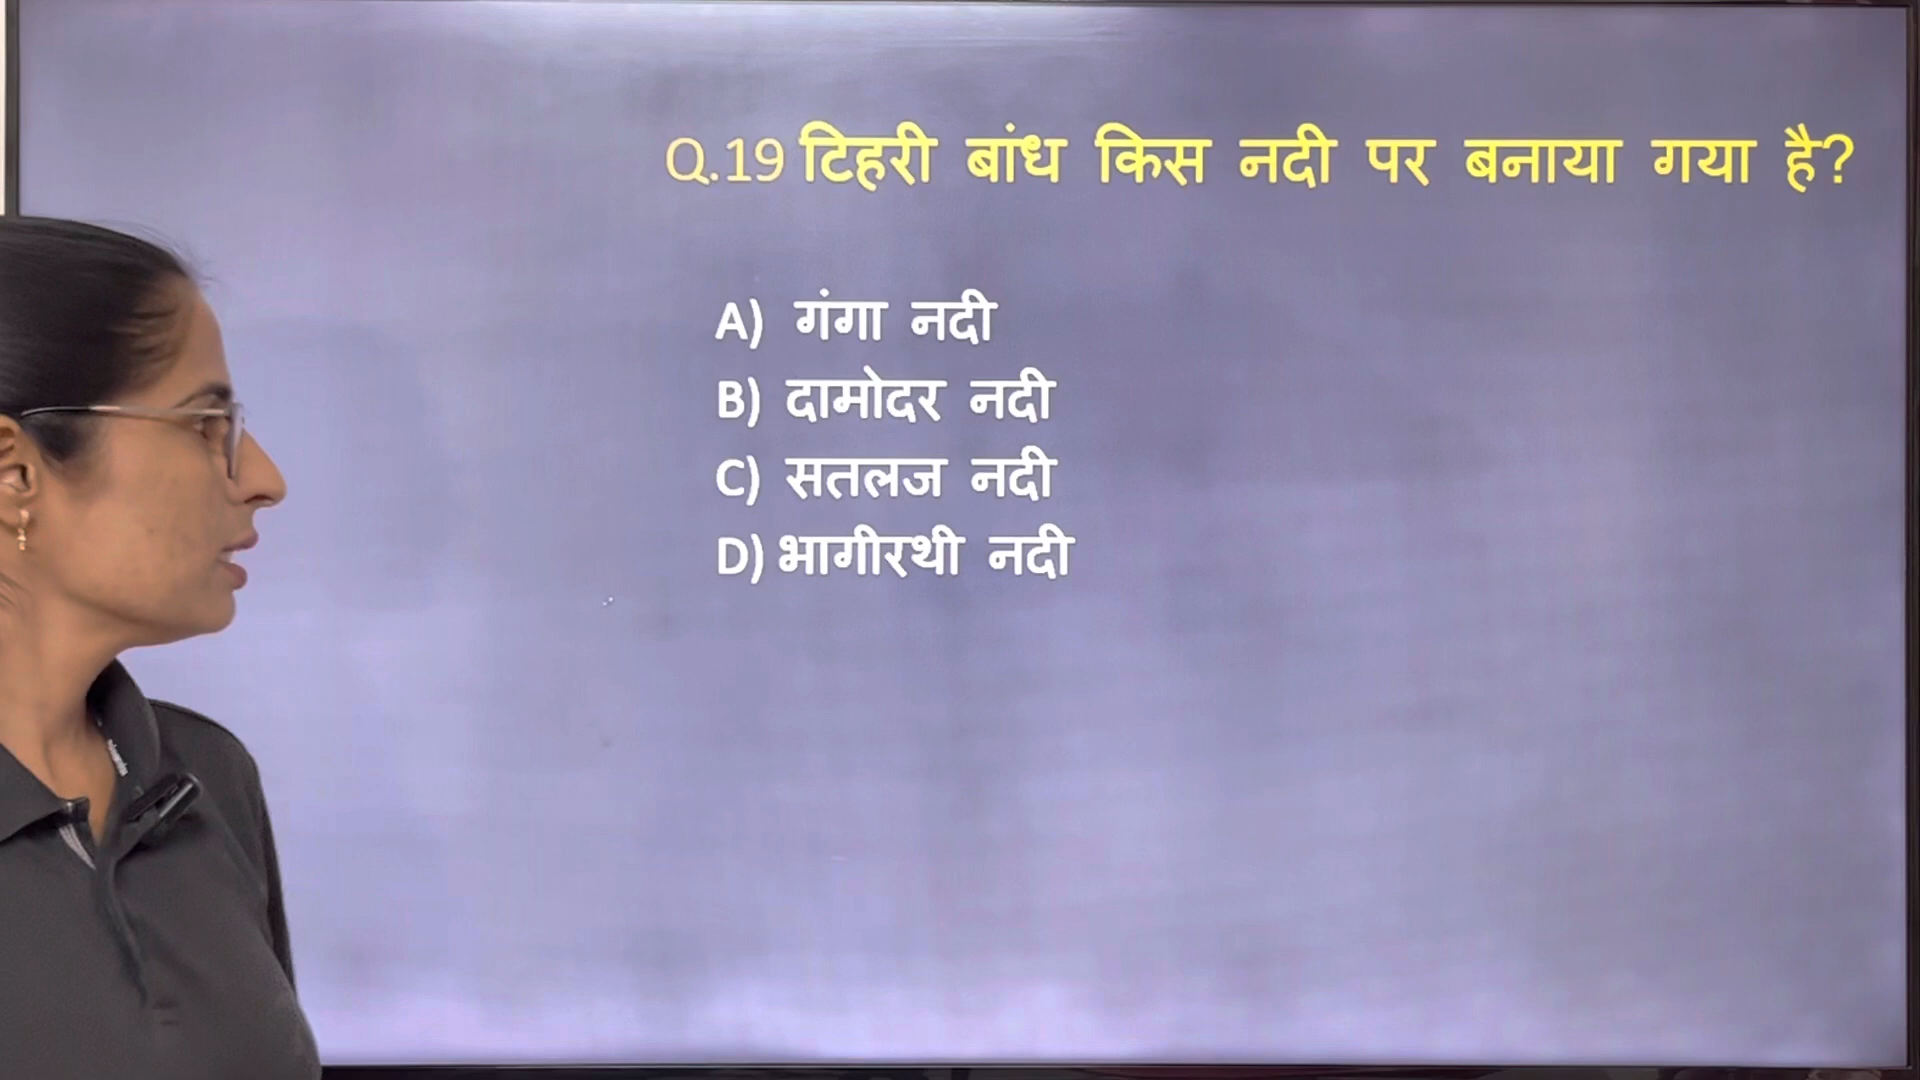 Q.19 टिहरी बांध किस नदी पर बनाया गया है?
A) गंगा नदी
B) दामोदर नदी
C) सतलज नदी
D) भागीरथी नदी